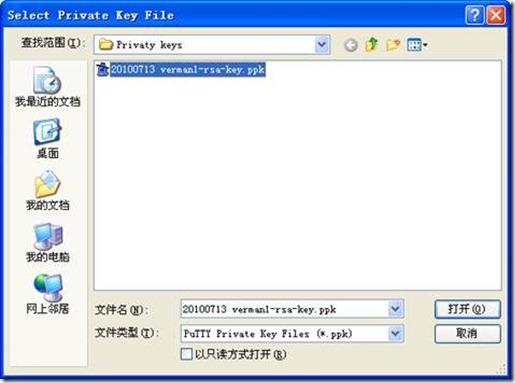 Select Private Key File
查找范围(I):
Privaty keys
20100713 verman1-rsa-key.ppk
我最近的文档
桌面
我的文档
我的电脑
网上邻居
文件名(N):
20100713 verman1-rsa-key.ppk
打开(O)
文件类型(T):
PuTTY Private Key Files (*.ppk)
取消
以只读方式打开(R)